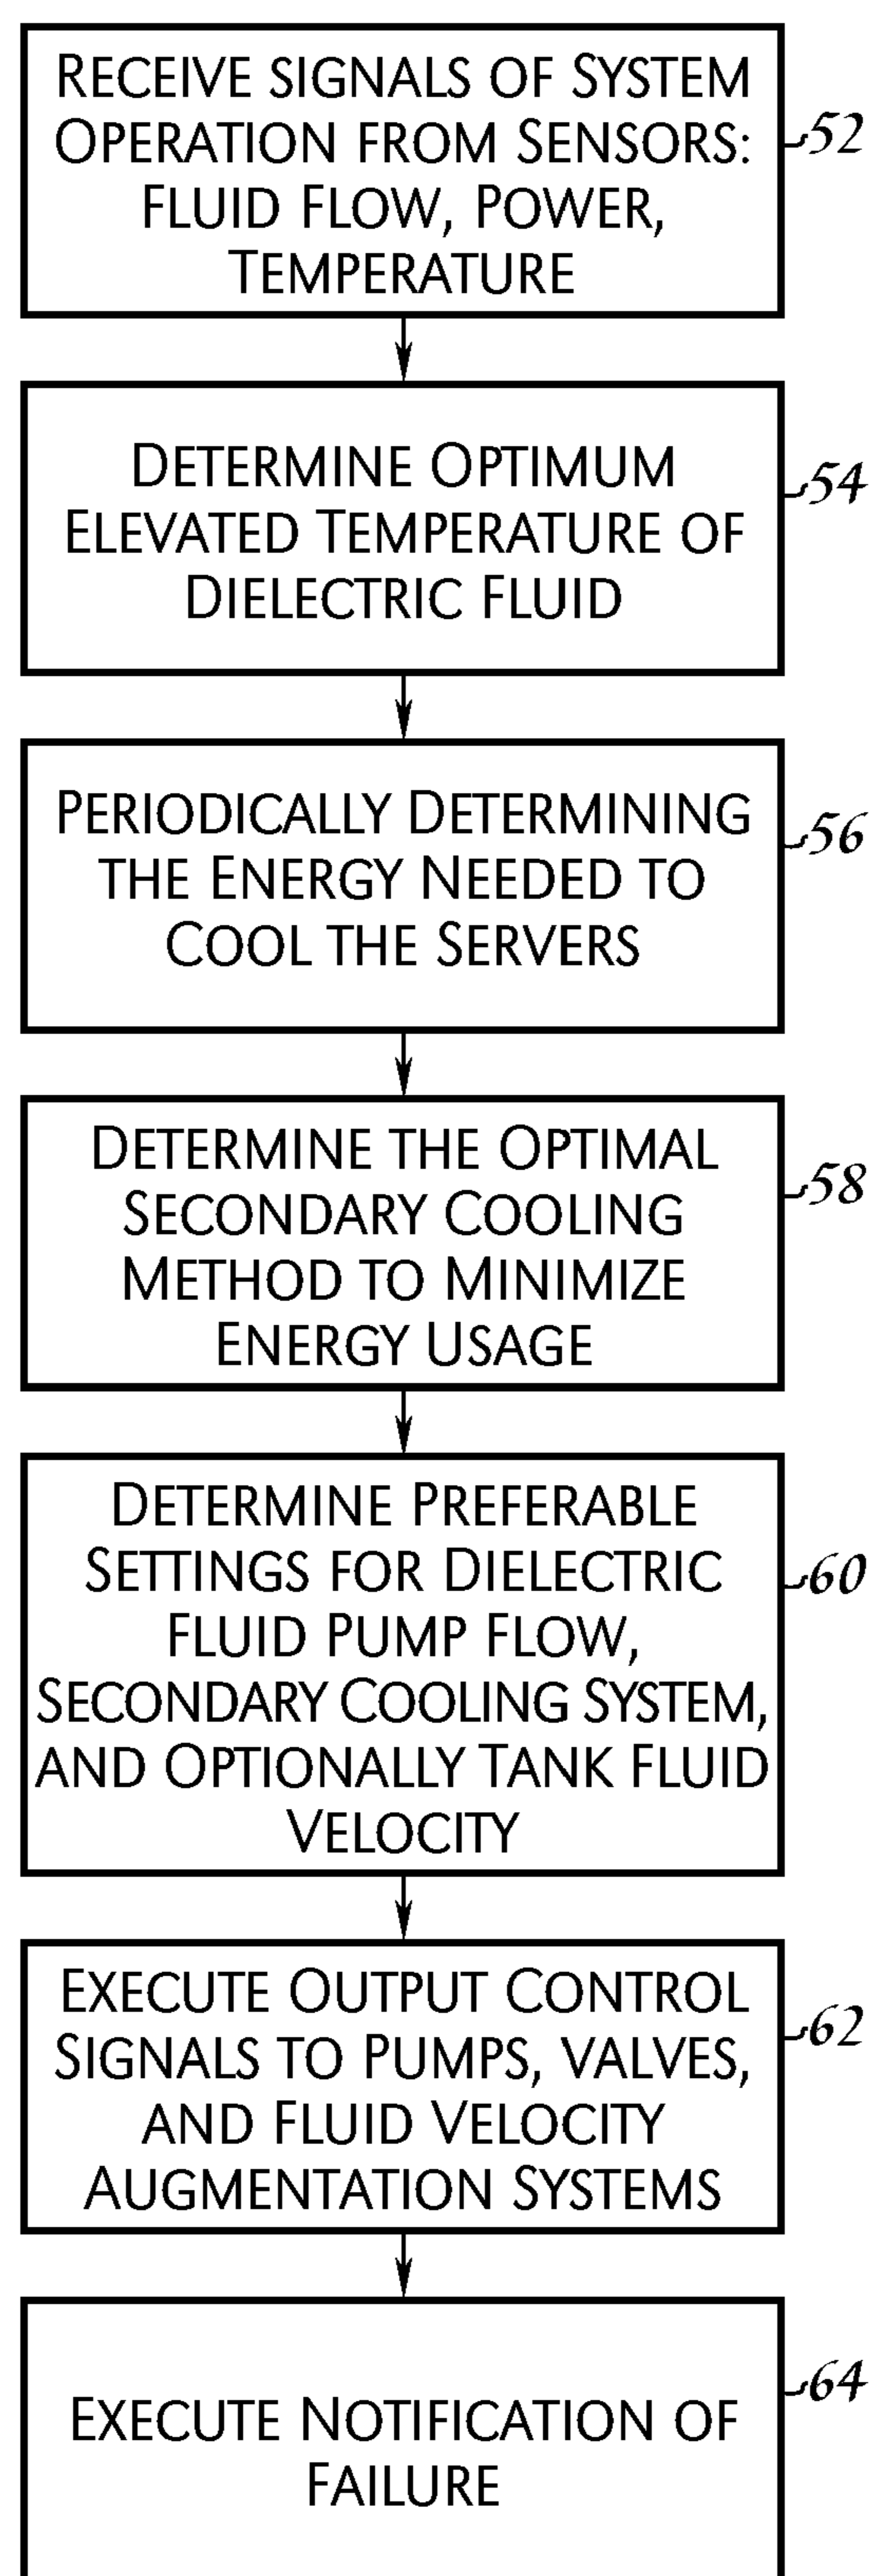 RECEIVE SIGNALS OF SYSTEM
OPERATION FROM SENSORS:
FLUID FLOW, POWER,
TEMPERATURE
52
DETERMINE OPTIMUM
ELEVATED TEMPERATURE OF
DIELECTRIC FLUID
54
PERIODICALLY DETERMINING
THE ENERGY NEEDED TO
COOL THE SERVERS
56
DETERMINE THE OPTIMAL
SECONDARY COOLING
METHOD TO MINIMIZE
ENERGY USAGE
58
DETERMINE PREFERABLE
SETTINGS FOR DIELECTRIC
FLUID PUMP FLOW,
SECONDARY COOLING SYSTEM,
AND OPTIONALLY TANK FLUID
VELOCITY
60
EXECUTE OUTPUT CONTROL
SIGNALS TO PUMPS, VALVES,
AND FLUID VELOCITY
AUGMENTATION SYSTEMS
62
EXECUTE NOTIFICATION OF
FAILURE
64